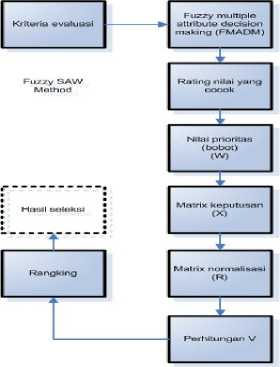 Kriteria evaluasi
Fuzzy multiple
attribute decision
making (FMADM)
Fuzzy SAW
Method
Rating nilai yang
cocok
Nilai prioritas
(bobot)
(W)
Matrix keputusan
(X)
Hasil seleksi
Matrix normalisasi
(R)
Rangking
Perhitungan V